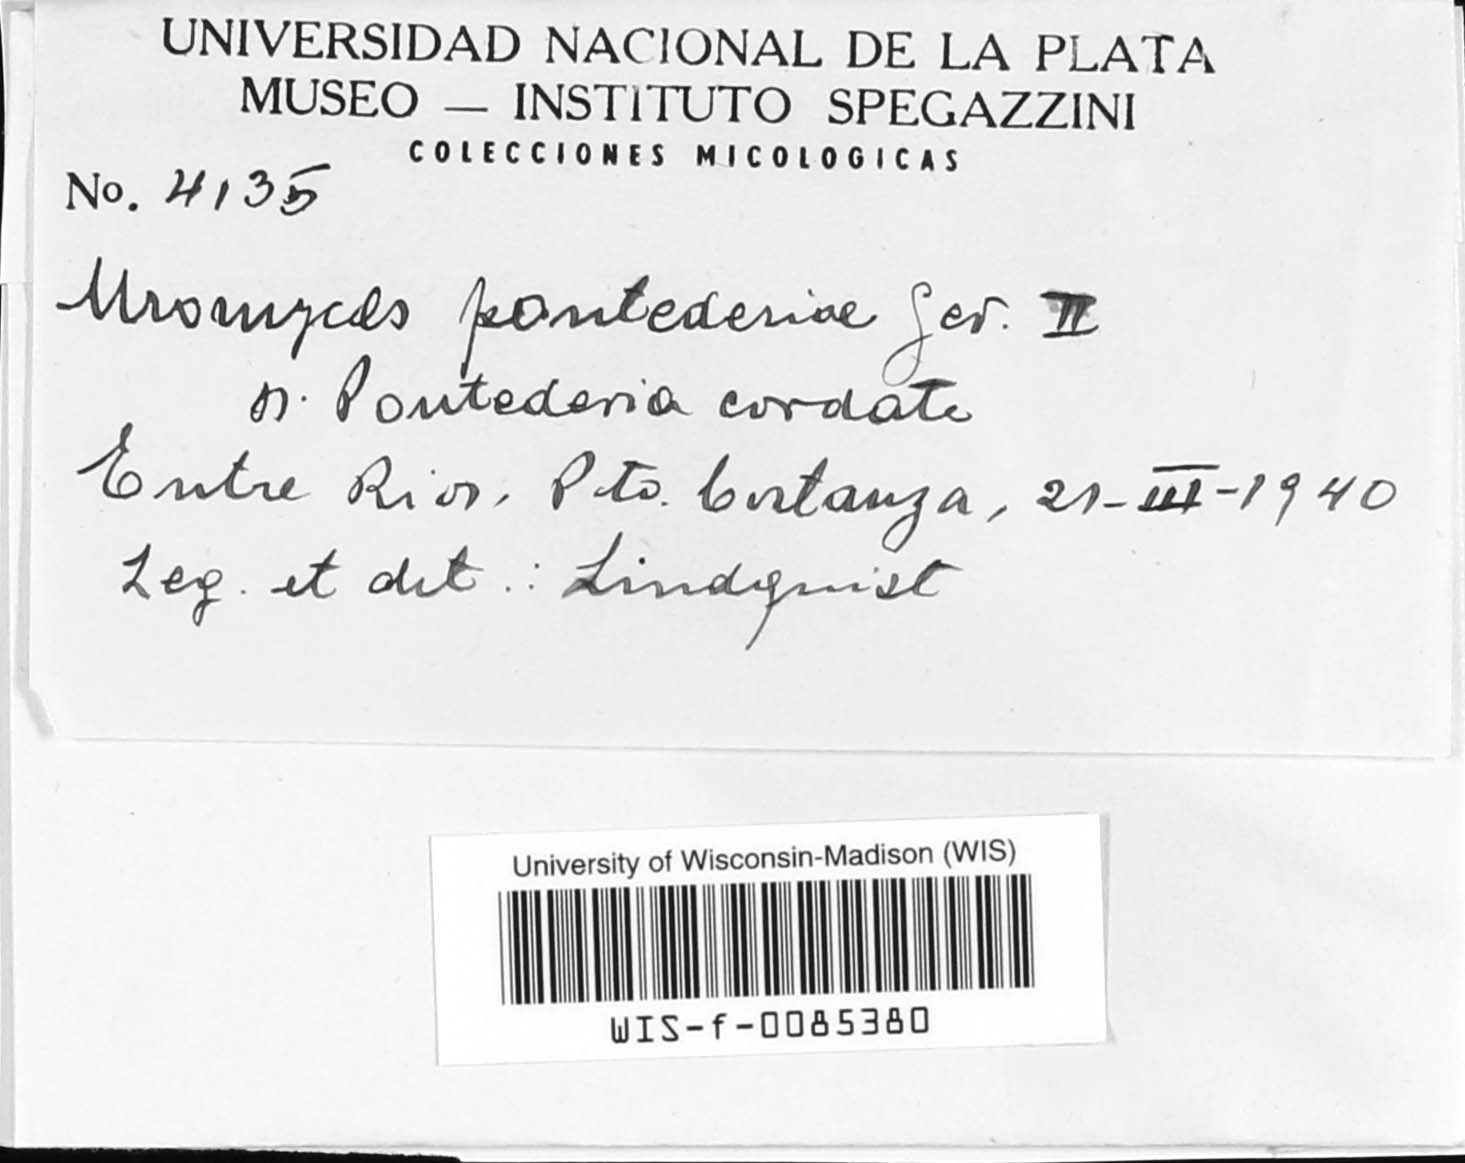 UNIVERSIDAD NACIONAL DE LA PLATA
MUSEO — INSTITUTO SPEGAZZINI
COLECCIONES MICOLOGICAS
No. 4135
Uromyces pontederiae Ger. II
s. Pontederia cordata
Entre Rios, Pto. Costanza, 21-III-1940
Leg. et det.: Lindquist
University of Wisconsin-Madison (WIS)
WIS-f-0085380